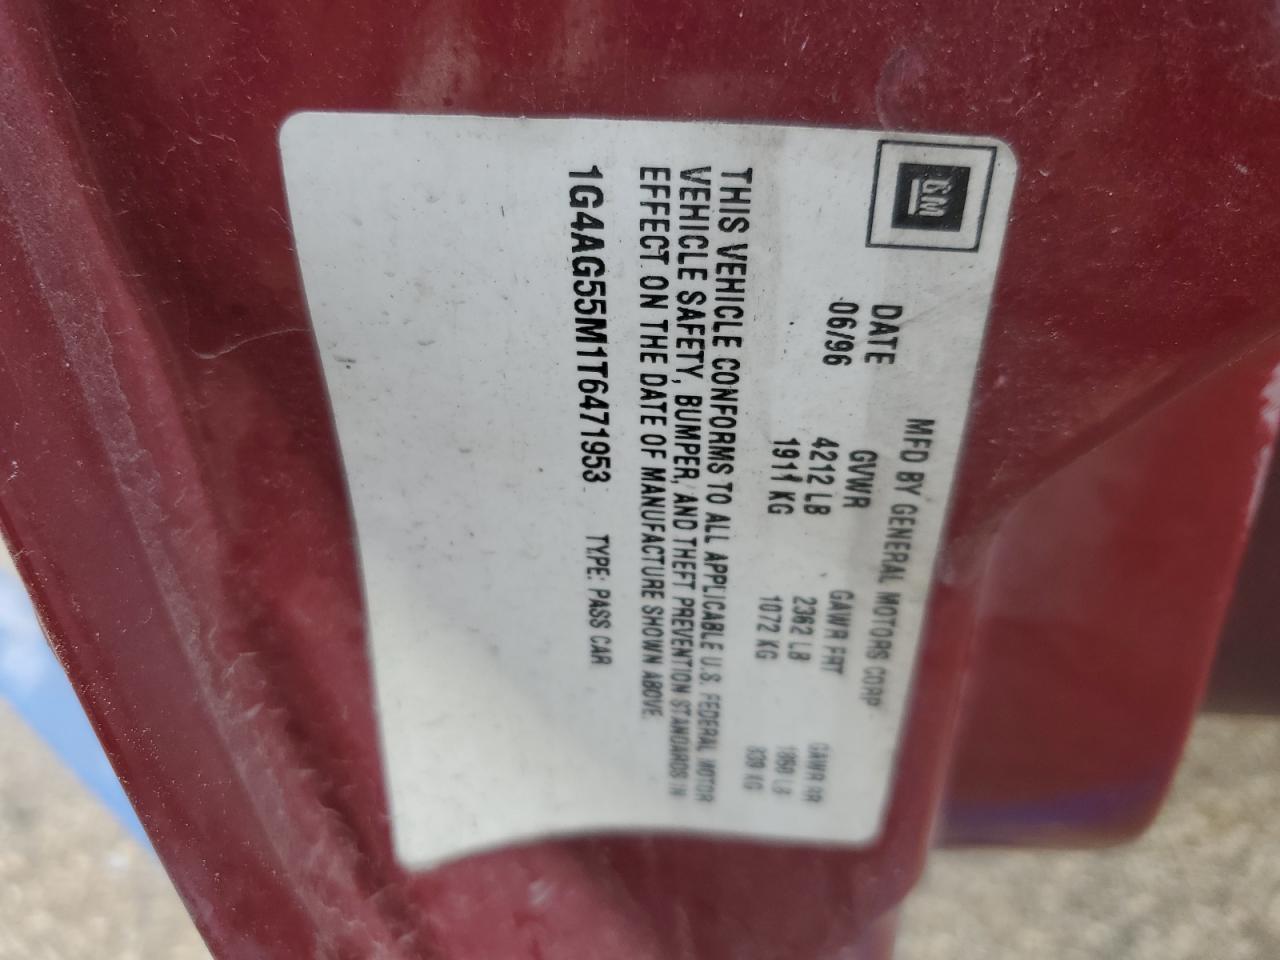 GM
MFD BY GENERAL MOTORS CORP
DATE GVWR GAWR FRT GAWR RR
06/96 4212 LB 2362 LB 1850 LB
1911 KG 1072 KG 839 KG
THIS VEHICLE CONFORMS TO ALL APPLICABLE U.S. FEDERAL MOTOR
VEHICLE SAFETY, BUMPER, AND THEFT PREVENTION STANDARDS IN
EFFECT ON THE DATE OF MANUFACTURE SHOWN ABOVE.
1G4AG55M1T6471953 TYPE: PASS CAR